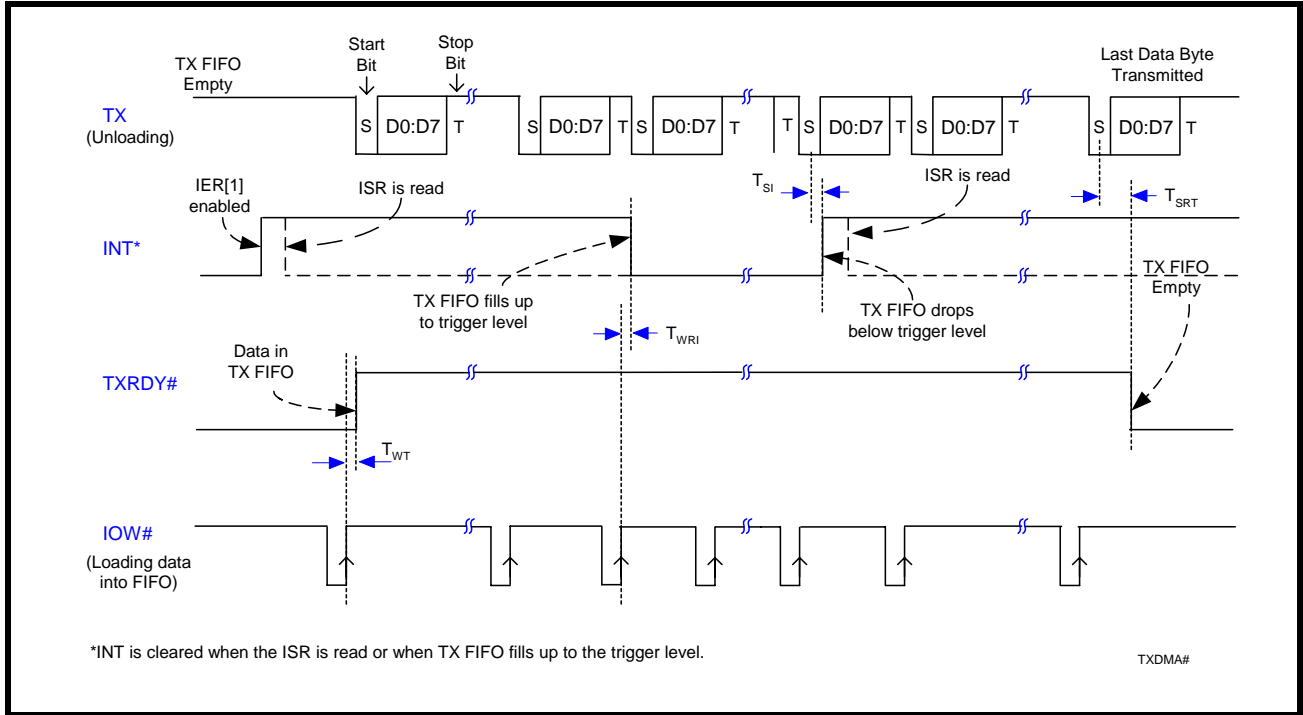 Start
Bit
Stop
Bit
TX FIFO
Empty
Last Data Byte
Transmitted
TX
(Unloading)
S D0:D7 T S D0:D7 T S D0:D7 T T S D0:D7 T S D0:D7 T S D0:D7 T
IER[1]
enabled
ISR is read
TSI
ISR is read
TSRT
INT*
TX FIFO fills up
to trigger level
TX FIFO drops
below trigger level
TX FIFO
Empty
TWRI
Data in
TX FIFO
TXRDY#
TWT
IOW#
(Loading data
into FIFO)
*INT is cleared when the ISR is read or when TX FIFO fills up to the trigger level.
TXDMA#